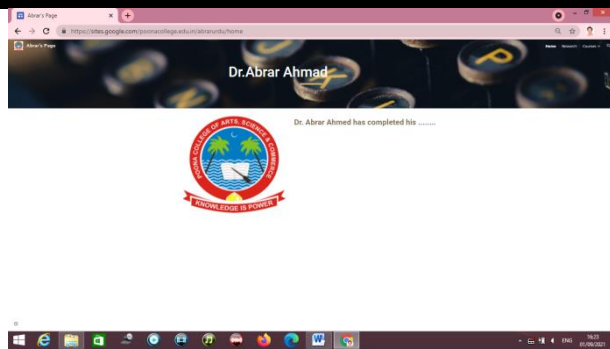 Abrar's Page
https://sites.google.com/poonacollege.edu.in/abrarurdu/home
Abrar's Page
Home Research Courses
Dr.Abrar Ahmad
Dr. Abrar Ahmed has completed his ........
POONA COLLEGE OF ARTS, SCIENCE & COMMERCE
KNOWLEDGE IS POWER
ENG
16:23
01/09/2021